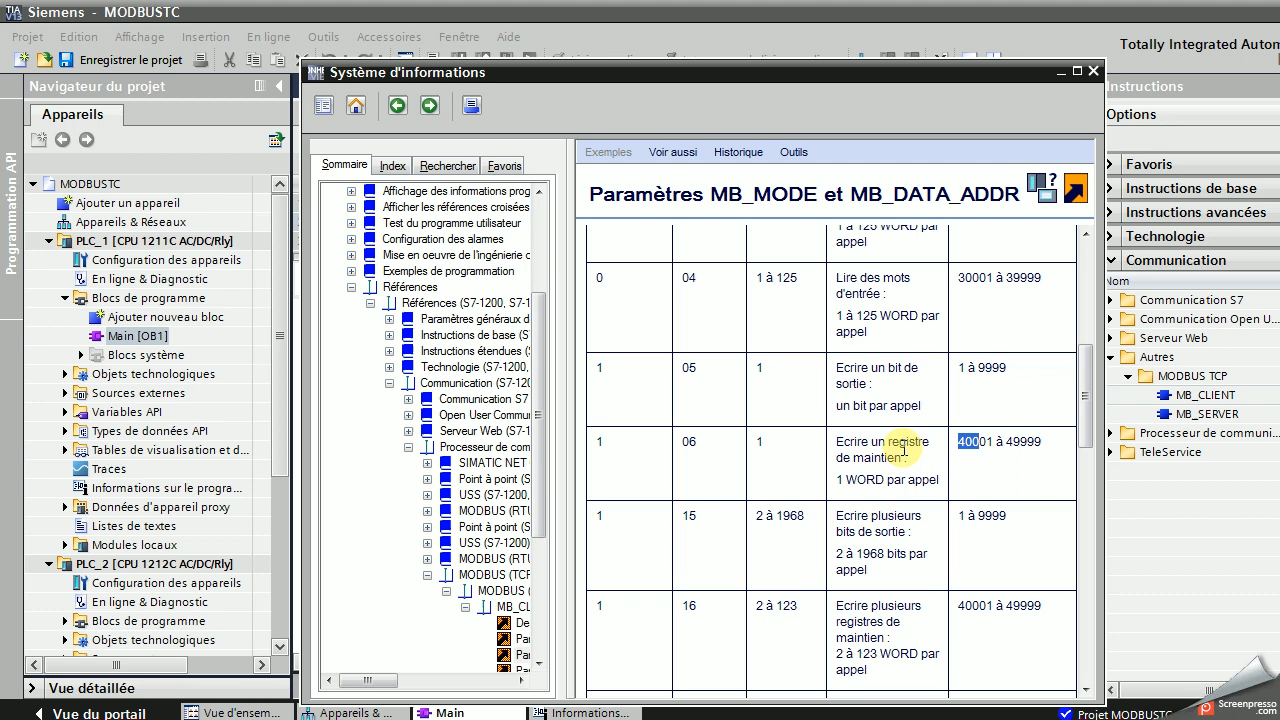 TIA
V13
Siemens - MODBUSTC
Projet Edition Affichage Insertion En ligne Outils Accessoires Fenêtre Aide
Enregistrer le projet
Totally Integrated Autom
Navigateur du projet
Appareils
Programmation API
MODBUSTC
Ajouter un appareil
Appareils & Réseaux
PLC_1 [CPU 1211C AC/DC/Rly]
Configuration des appareils
En ligne & Diagnostic
Blocs de programme
Ajouter nouveau bloc
Main [OB1]
Blocs système
Objets technologiques
Sources externes
Variables API
Types de données API
Tables de visualisation et d...
Traces
Informations sur le progra...
Données d'appareil proxy
Listes de textes
Modules locaux
PLC_2 [CPU 1212C AC/DC/Rly]
Configuration des appareils
En ligne & Diagnostic
Blocs de programme
Objets technologiques
Vue détaillée
Système d'informations
Sommaire Index Rechercher Favoris
Affichage des informations prog
Afficher les références croisées
Test du programme utilisateur
Configuration des alarmes
Mise en oeuvre de l'ingénierie c
Exemples de programmation
Références
Références (S7-1200, S7-1
Paramètres généraux d
Instructions de base (S
Instructions étendues (S
Technologie (S7-1200,
Communication (S7-12
Communication S7
Open User Commu
Serveur Web (S7-1
Processeur de com
SIMATIC NET
Point à point (S
USS (S7-1200,
MODBUS (RT
Point à point (S
USS (S7-1200)
MODBUS (RT
MODBUS (TCP
MODBUS (
MB_CL
De
Par
Par
Exemples Voir aussi Historique Outils
Paramètres MB_MODE et MB_DATA_ADDR
1 à 125 WORD par
appel
0 04 1 à 125 Lire des mots 30001 à 39999
d'entrée :
1 à 125 WORD par
appel
1 05 1 Ecrire un bit de 1 à 9999
sortie :
un bit par appel
1 06 1 Ecrire un registre 40001 à 49999
de maintien :
1 WORD par appel
1 15 2 à 1968 Ecrire plusieurs 1 à 9999
bits de sortie :
2 à 1968 bits par
appel
1 16 2 à 123 Ecrire plusieurs 40001 à 49999
registres de
maintien :
2 à 123 WORD par
appel
Instructions
Options
Favoris
Instructions de base
Instructions avancées
Technologie
Communication
Nom
Communication S7
Communication Open U...
Serveur Web
Autres
MODBUS TCP
MB_CLIENT
MB_SERVER
Processeur de communi...
TeleService
Vue du portail Vue d'ensem... Appareils & ... Main Informations... Projet MODBUSTC
Screenpresso
.com